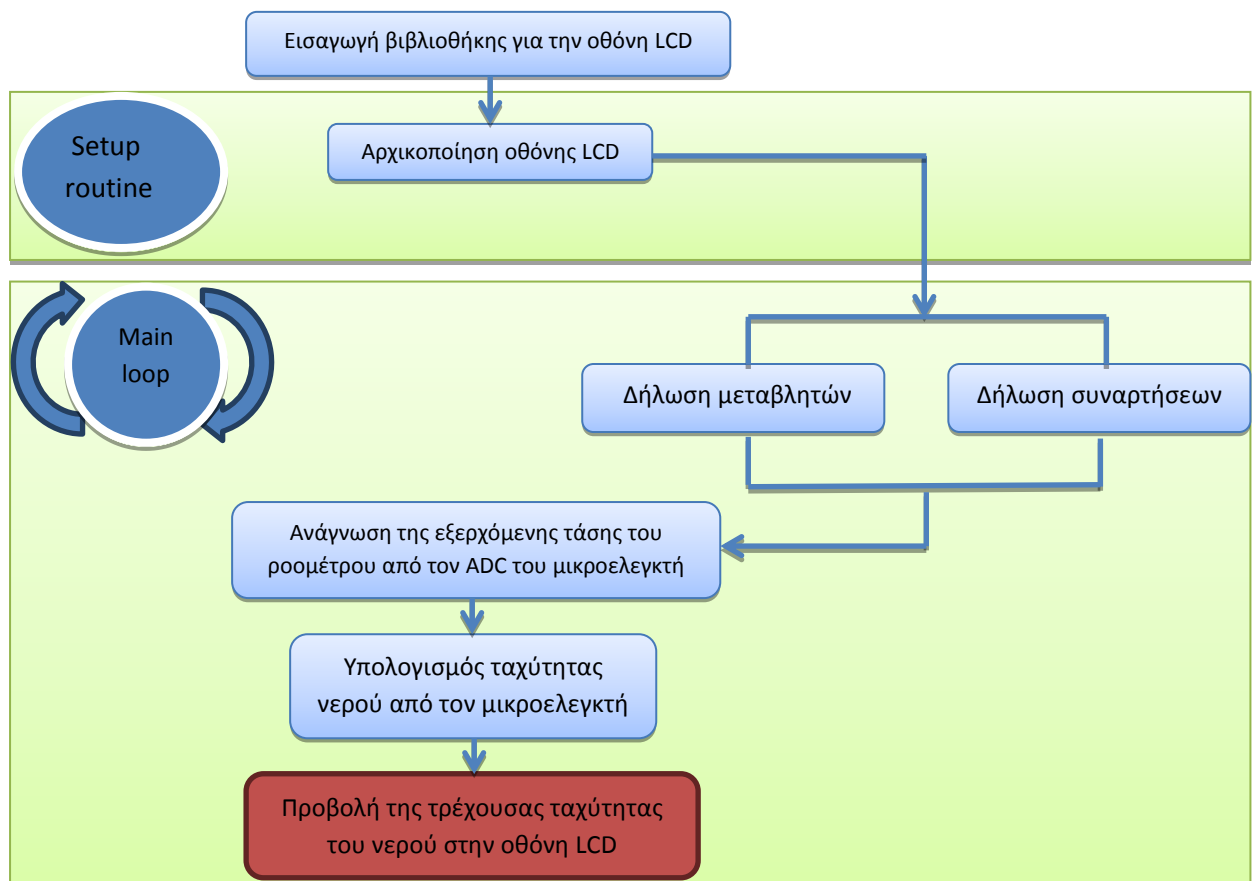 Εισαγωγή βιβλιοθήκης για την οθόνη LCD
Setup
routine
Αρχικοποίηση οθόνης LCD
Main
loop
Δήλωση μεταβλητών
Δήλωση συναρτήσεων
Ανάγνωση της εξερχόμενης τάσης του
ροομέτρου από τον ADC του μικροελεγκτή
Υπολογισμός ταχύτητας
νερού από τον μικροελεγκτή
Προβολή της τρέχουσας ταχύτητας
του νερού στην οθόνη LCD